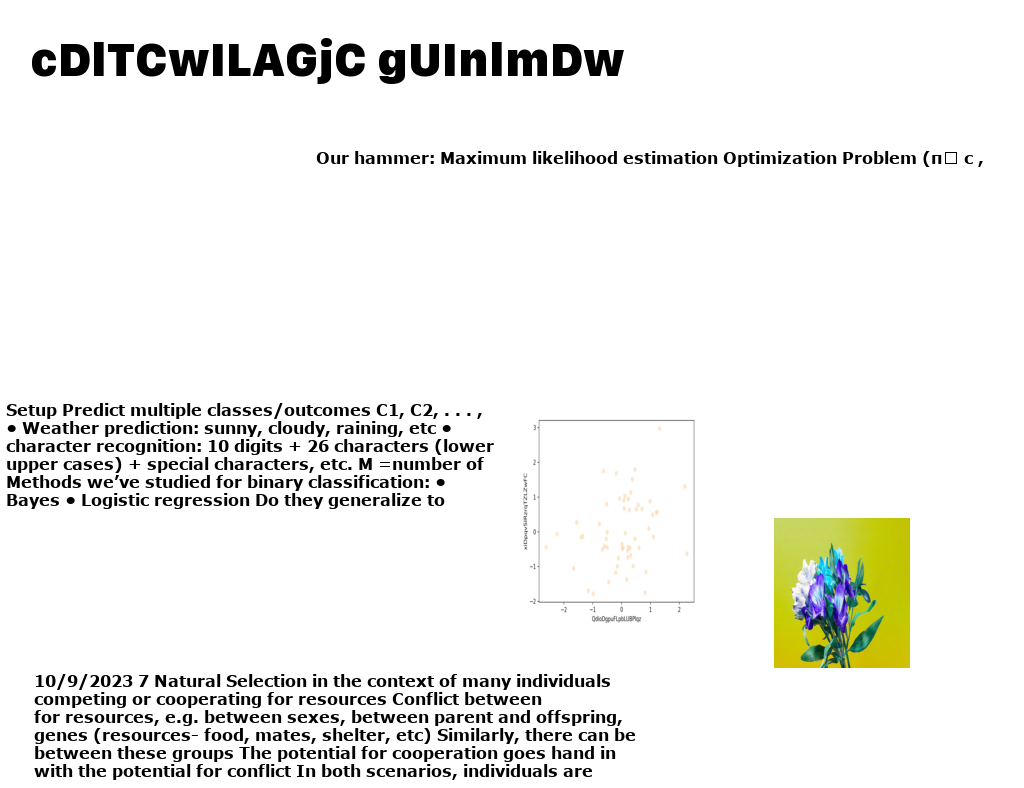 cDlTCwILAGjC gUInlmDw
Our hammer: Maximum likelihood estimation Optimization Problem (π c ,
Setup Predict multiple classes/outcomes C1, C2, . . . ,
● Weather prediction: sunny, cloudy, raining, etc ●
character recognition: 10 digits + 26 characters (lower
upper cases) + special characters, etc. M =number of
Methods we’ve studied for binary classification: ●
Bayes ● Logistic regression Do they generalize to
3
2
1
0
−1
−2
−2 −1 0 1 2
10/9/2023 7 Natural Selection in the context of many individuals
competing or cooperating for resources Conflict between
for resources, e.g. between sexes, between parent and offspring,
genes (resources– food, mates, shelter, etc) Similarly, there can be
between these groups The potential for cooperation goes hand in
with the potential for conflict In both scenarios, individuals are